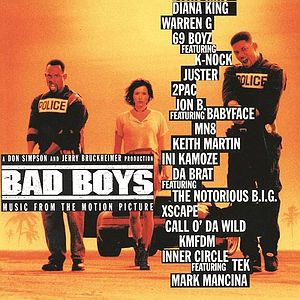 DIANA KING
WARREN G
69 BOYZ
FEATURING
K-NOCK
JUSTER
2PAC
JON B.
FEATURING BABYFACE
MN8
KEITH MARTIN
INI KAMOZE
DA BRAT
FEATURING
THE NOTORIOUS B.I.G.
XSCAPE
CALL O' DA WILD
KMFDM
INNER CIRCLE
FEATURING TEK
MARK MANCINA
POLICE
POLICE
A DON SIMPSON AND JERRY BRUCKHEIMER PRODUCTION
BAD BOYS
MUSIC FROM THE MOTION PICTURE